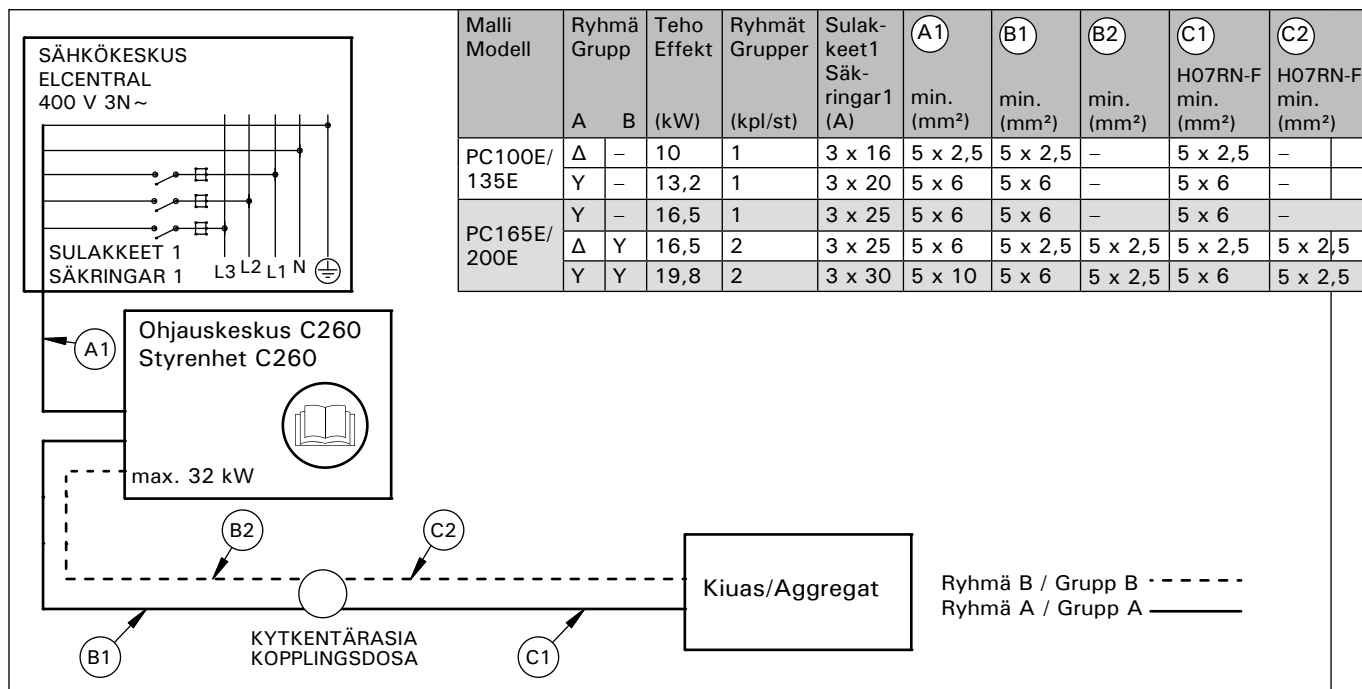 SÄHKÖKESKUS
ELCENTRAL
400 V 3N~
SULAKKEET 1
SÄKRINGAR 1
L3 L2 L1 N
Malli Modell | Ryhmä Grupp A B | Teho Effekt (kW) | Ryhmät Grupper (kpl/st) | Sulak-keet1 Säk-ringar1 (A) | A1 min. (mm²) | B1 min. (mm²) | B2 min. (mm²) | C1 H07RN-F min. (mm²) | C2 H07RN-F min. (mm²)
PC100E/135E | Δ | – | 10 | 1 | 3 x 16 | 5 x 2,5 | 5 x 2,5 | – | 5 x 2,5 | –
Y | – | 13,2 | 1 | 3 x 20 | 5 x 6 | 5 x 6 | – | 5 x 6 | –
PC165E/200E | Y | – | 16,5 | 1 | 3 x 25 | 5 x 6 | 5 x 6 | – | 5 x 6 | –
Δ | Y | 16,5 | 2 | 3 x 25 | 5 x 6 | 5 x 2,5 | 5 x 2,5 | 5 x 2,5 | 5 x 2,5
Y | Y | 19,8 | 2 | 3 x 30 | 5 x 10 | 5 x 6 | 5 x 2,5 | 5 x 6 | 5 x 2,5
A1
Ohjauskeskus C260
Styrenhet C260
max. 32 kW
B2
C2
Kiuas/Aggregat
Ryhmä B / Grupp B
Ryhmä A / Grupp A
B1
KYTKENTÄRASIA
KOPPLINGSDOSA
C1